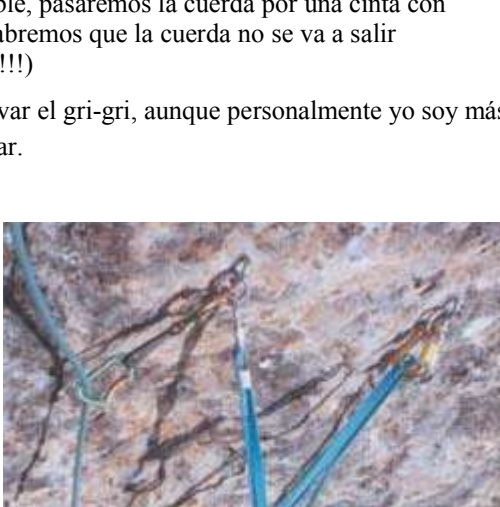 ble, pasaremos la cuerda por una cinta con
abremos que la cuerda no se va a salir
!!!)
var el gri-gri, aunque personalmente yo soy más
ar.